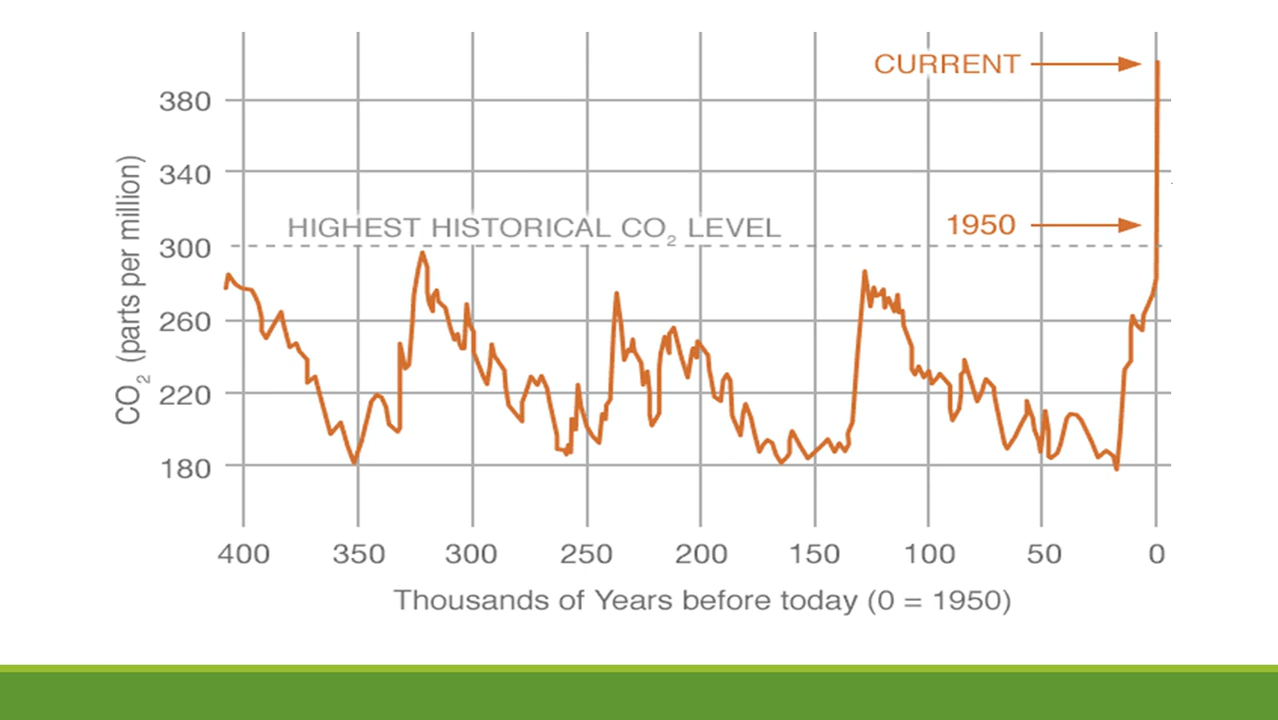 CURRENT
380
340
HIGHEST HISTORICAL CO₂ LEVEL
1950
300
260
220
180
CO₂ (parts per million)
400 350 300 250 200 150 100 50 0
Thousands of Years before today (0 = 1950)